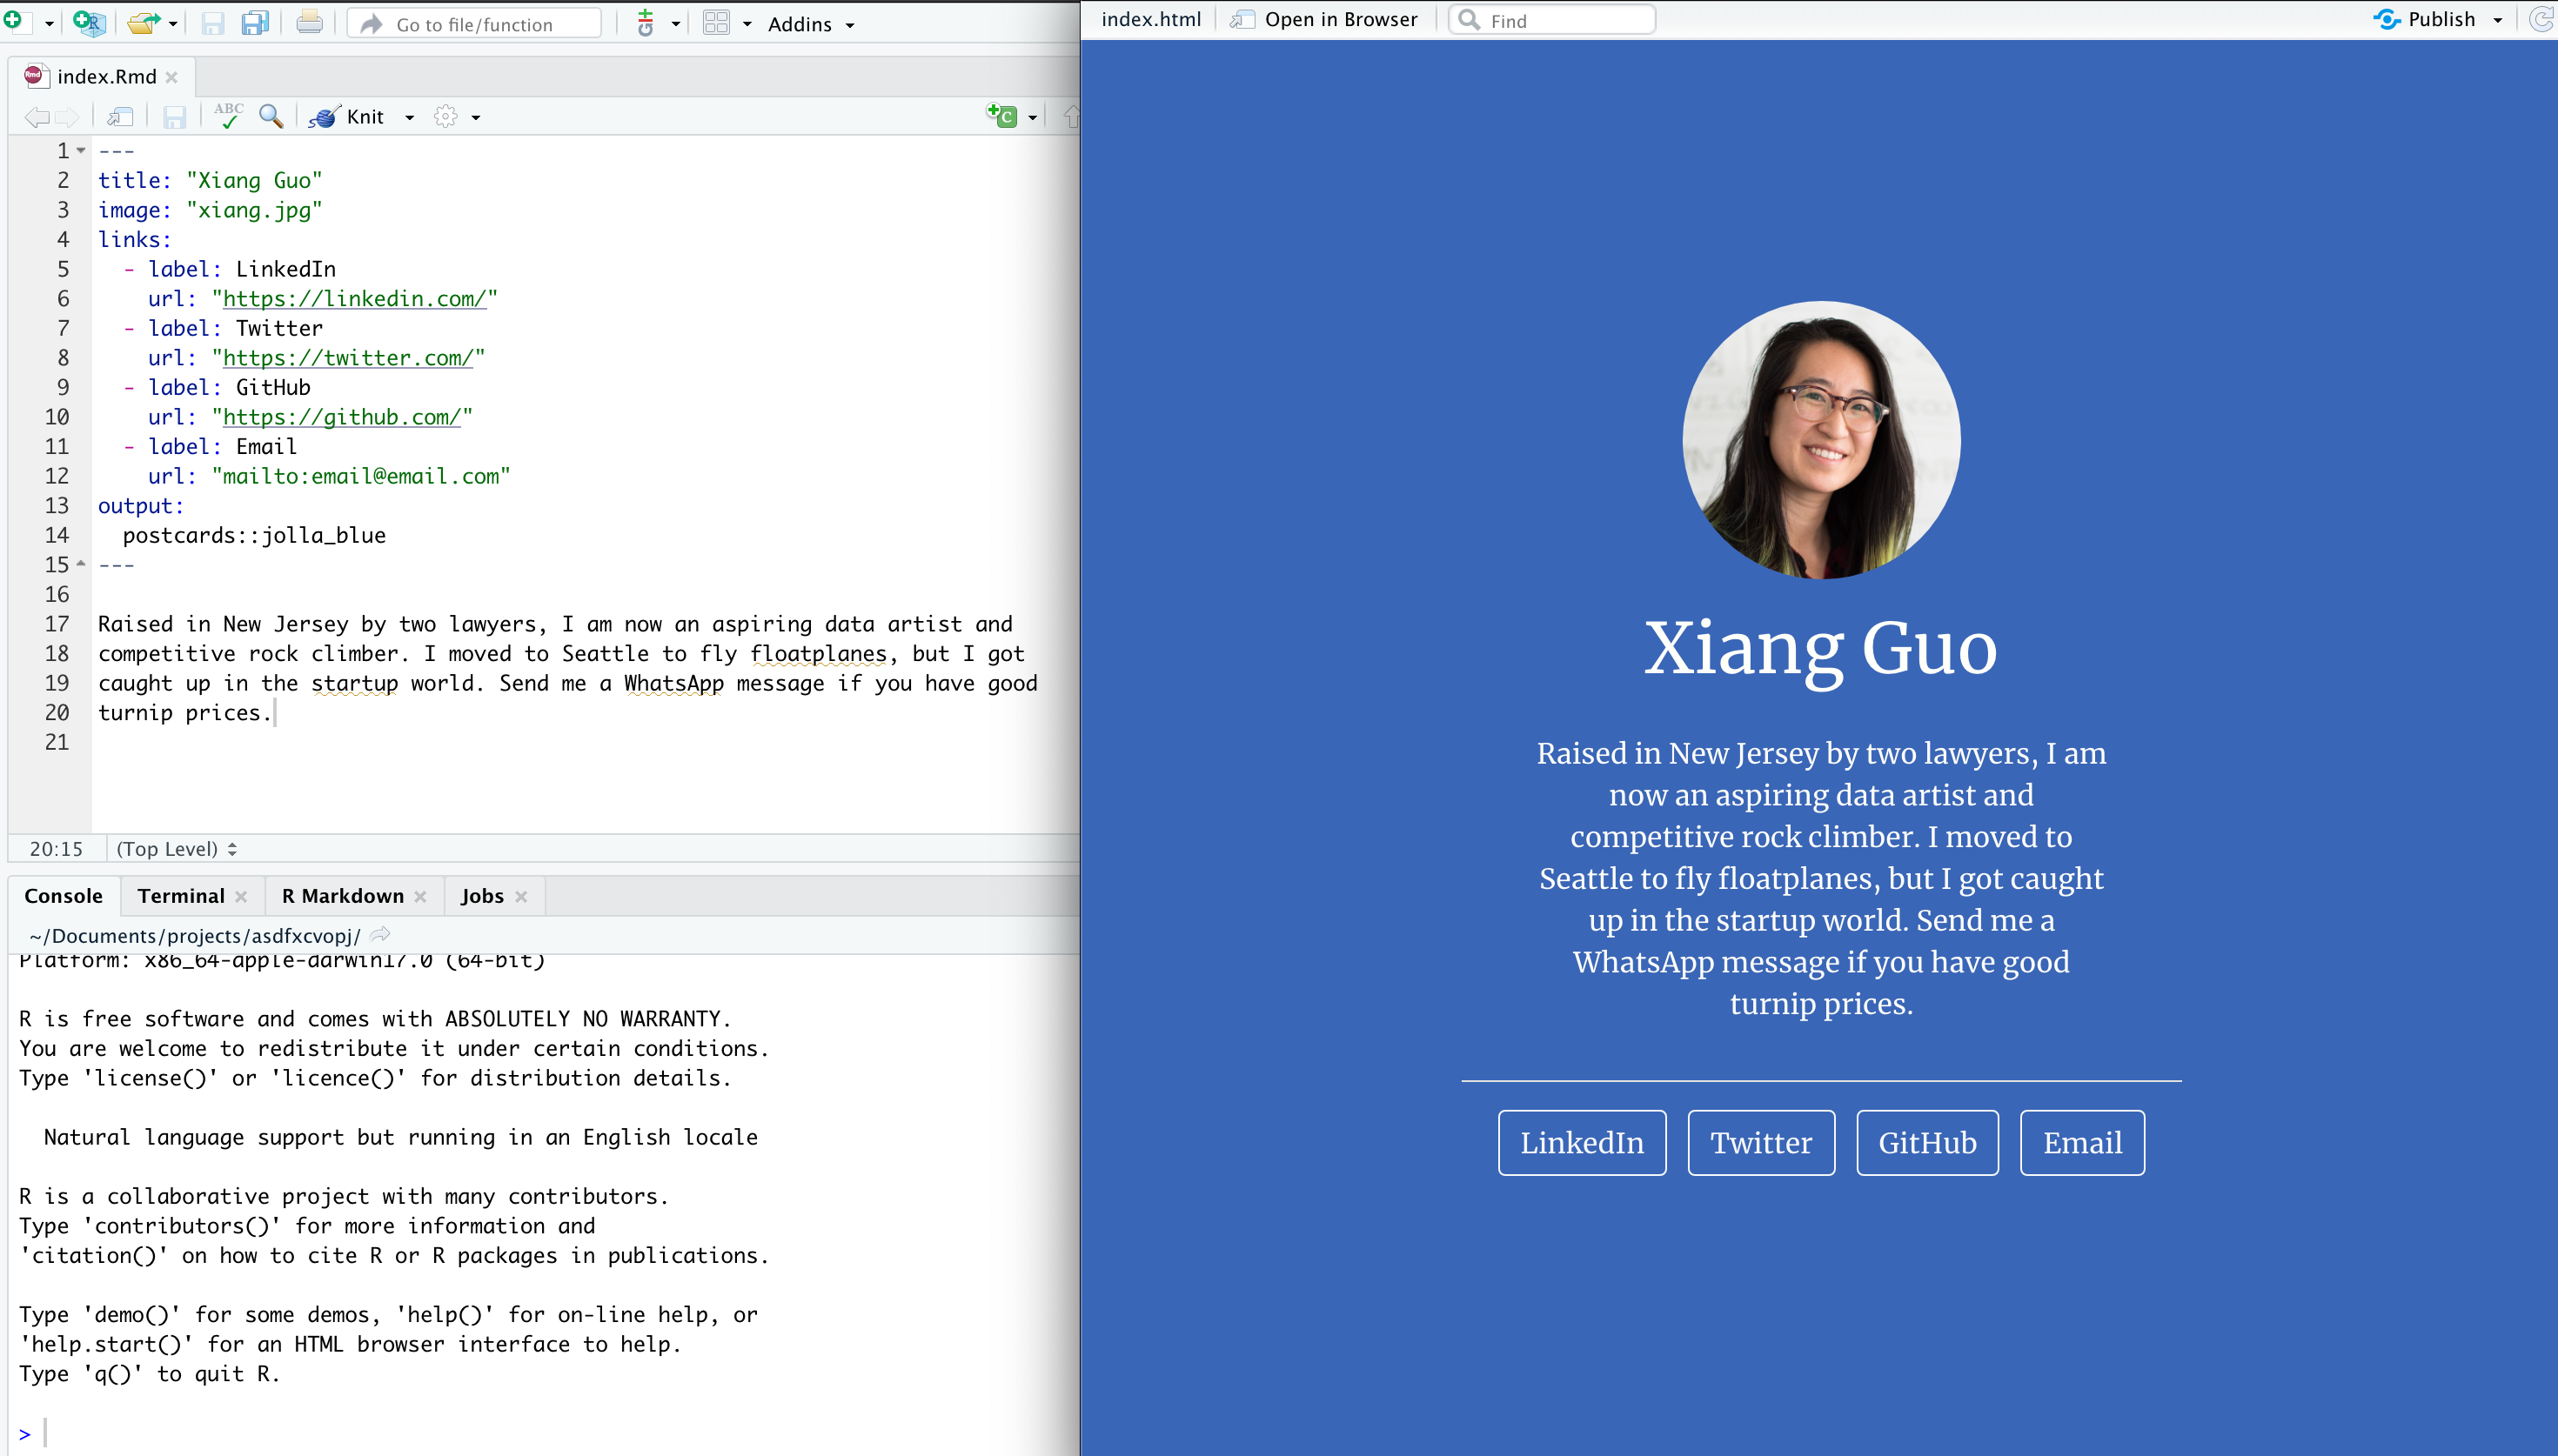 Go to file/function
Addins
index.Rmd
ABC
Knit
1 ---
2 title: "Xiang Guo"
3 image: "xiang.jpg"
4 links:
5   - label: LinkedIn
6     url: "https://linkedin.com/"
7   - label: Twitter
8     url: "https://twitter.com/"
9   - label: GitHub
10     url: "https://github.com/"
11   - label: Email
12     url: "mailto:email@email.com"
13 output:
14   postcards::jolla_blue
15 ---
16
17 Raised in New Jersey by two lawyers, I am now an aspiring data artist and
18 competitive rock climber. I moved to Seattle to fly floatplanes, but I got
19 caught up in the startup world. Send me a WhatsApp message if you have good
20 turnip prices.
21
20:15 (Top Level)
Console Terminal R Markdown Jobs
~/Documents/projects/asdfxcvopj/
Platform: x86_64-apple-darwin17.0 (64-bit)
R is free software and comes with ABSOLUTELY NO WARRANTY.
You are welcome to redistribute it under certain conditions.
Type 'license()' or 'licence()' for distribution details.
Natural language support but running in an English locale
R is a collaborative project with many contributors.
Type 'contributors()' for more information and
'citation()' on how to cite R or R packages in publications.
Type 'demo()' for some demos, 'help()' for on-line help, or
'help.start()' for an HTML browser interface to help.
Type 'q()' to quit R.
>
index.html Open in Browser Find Publish
Xiang Guo
Raised in New Jersey by two lawyers, I am
now an aspiring data artist and
competitive rock climber. I moved to
Seattle to fly floatplanes, but I got caught
up in the startup world. Send me a
WhatsApp message if you have good
turnip prices.
LinkedIn Twitter GitHub Email